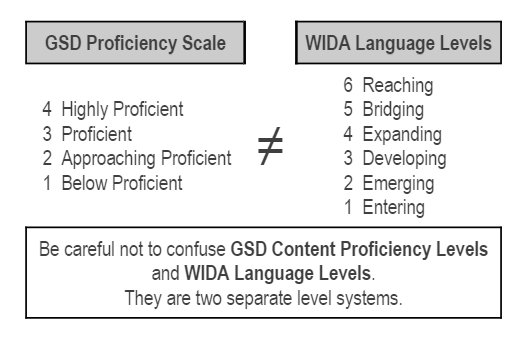 GSD Proficiency Scale
WIDA Language Levels
4 Highly Proficient
3 Proficient
2 Approaching Proficient
1 Below Proficient
≠
6 Reaching
5 Bridging
4 Expanding
3 Developing
2 Emerging
1 Entering
Be careful not to confuse GSD Content Proficiency Levels
and WIDA Language Levels.
They are two separate level systems.